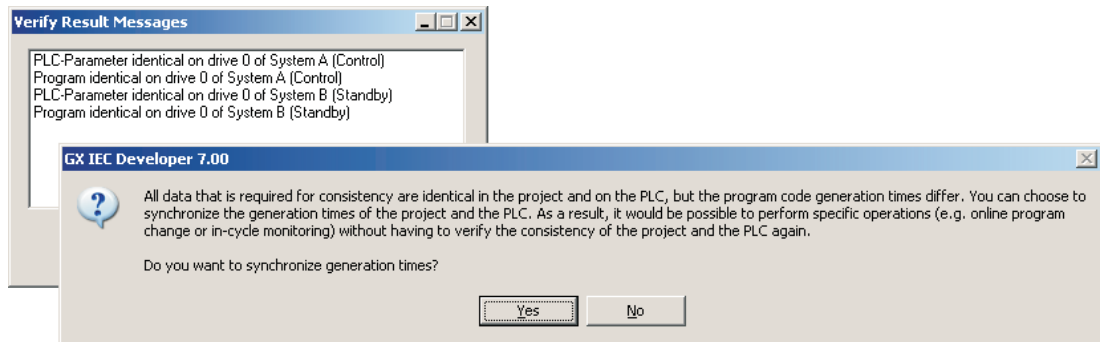 Verify Result Messages
PLC-Parameter identical on drive 0 of System A (Control)
Program identical on drive 0 of System A (Control)
PLC-Parameter identical on drive 0 of System B (Standby)
Program identical on drive 0 of System B (Standby)
GX IEC Developer 7.00
All data that is required for consistency are identical in the project and on the PLC, but the program code generation times differ. You can choose to
synchronize the generation times of the project and the PLC. As a result, it would be possible to perform specific operations (e.g. online program
change or in-cycle monitoring) without having to verify the consistency of the project and the PLC again.
Do you want to synchronize generation times?
Yes
No